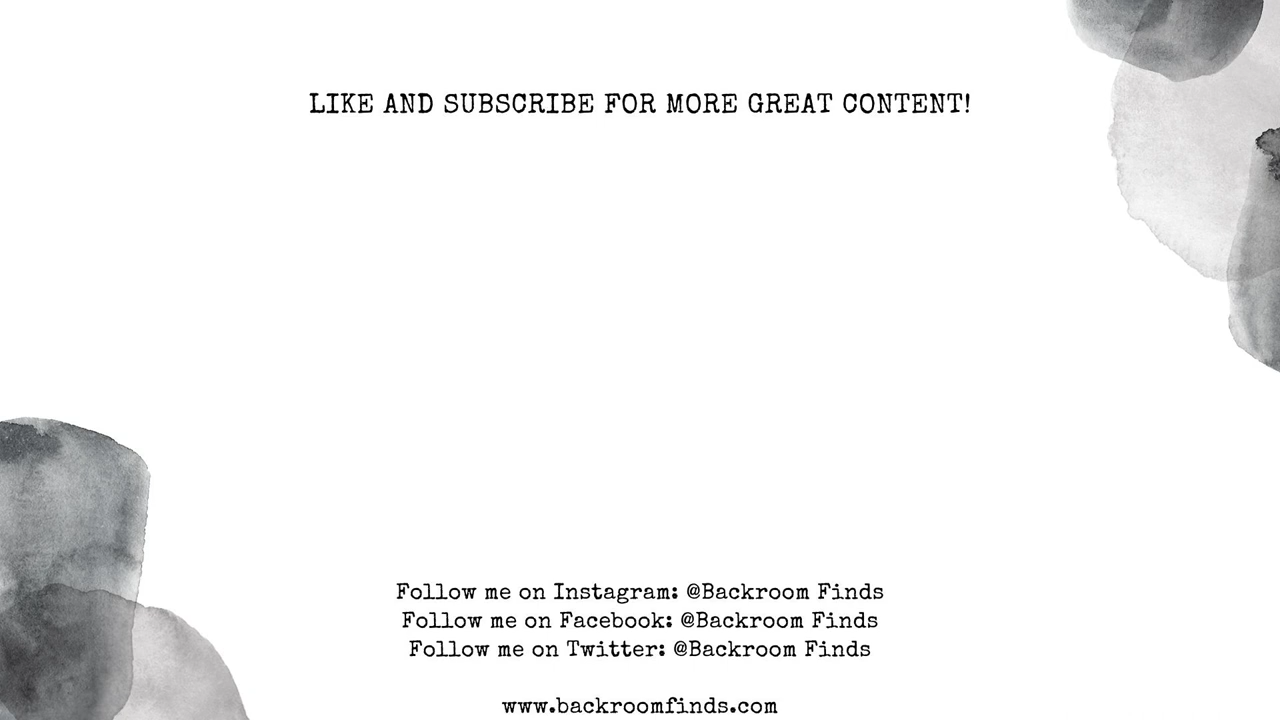 LIKE AND SUBSCRIBE FOR MORE GREAT CONTENT!
Follow me on Instagram: @Backroom Finds
Follow me on Facebook: @Backroom Finds
Follow me on Twitter: @Backroom Finds
www.backroomfinds.com